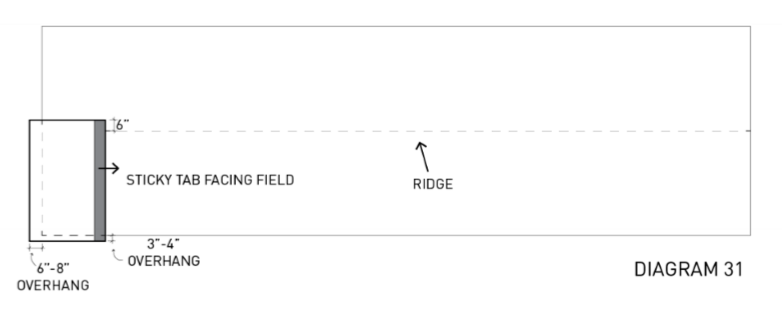 6"
STICKY TAB FACING FIELD
RIDGE
3"-4"
OVERHANG
6"-8"
OVERHANG
DIAGRAM 31